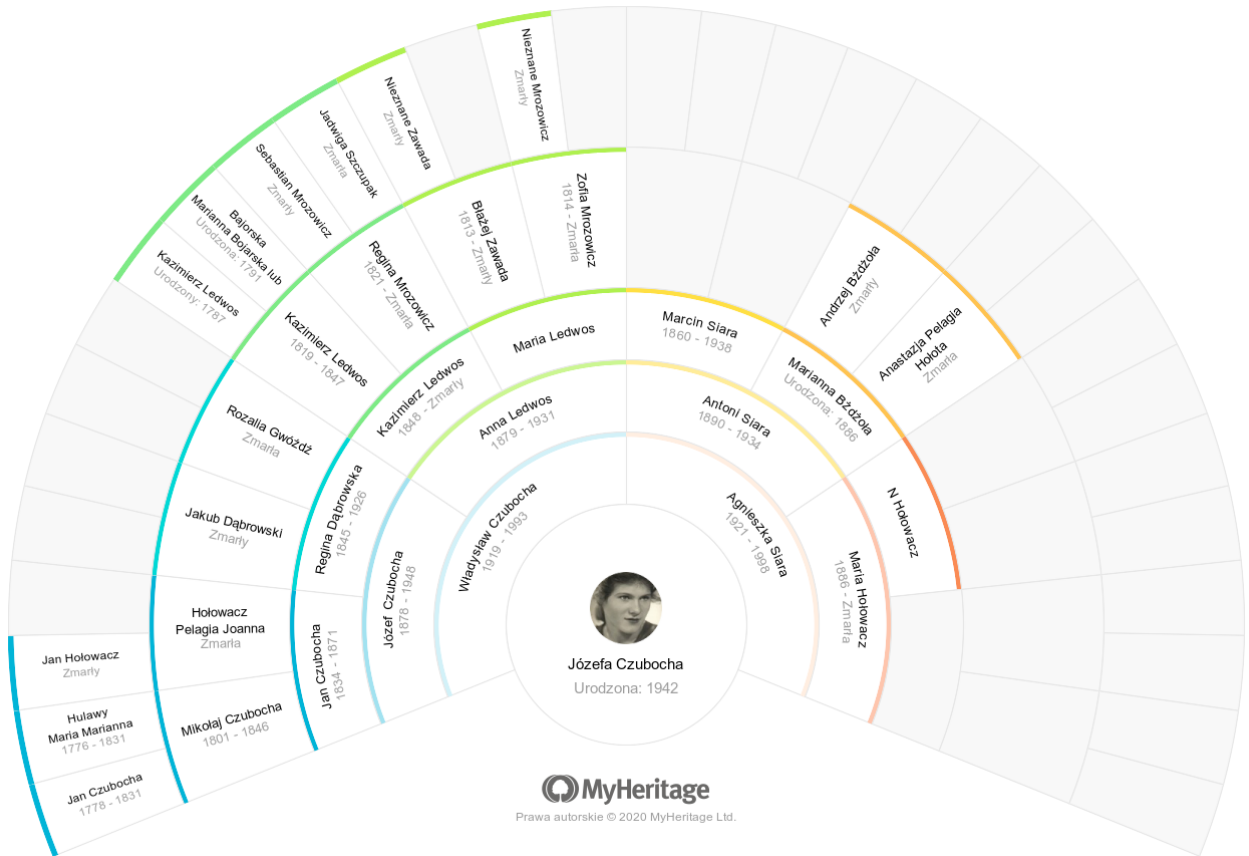 Nieznane Mrozowicz
Zmarły
Nieznane Zawada
Zmarły
Jadwiga Szczupak
Zmarła
Sebastian Mrozowicz
Zmarły
Bajorska
Marianna Bojarska lub
Urodzona: 1791
Kazimierz Ledwos
Urodzony: 1787
Zofia Mrozowicz
1814 - Zmarła
Błażej Zawada
1813 - Zmarły
Regina Mrozowicz
1821 - Zmarła
Kazimierz Ledwos
1819 - 1847
Rozalia Gwóźdź
Zmarła
Jakub Dąbrowski
Zmarły
Hołowacz
Pelagia Joanna
Zmarła
Mikołaj Czubocha
1801 - 1846
Jan Hołowacz
Zmarły
Hulawy
Maria Marianna
1776 - 1831
Jan Czubocha
1778 - 1831
Andrzej Bździoła
Zmarły
Anastazja Pelagia
Hołota
Zmarła
Maria Ledwos
Marcin Siara
1860 - 1938
Kazimierz Ledwos
1848 - Zmarły
Marianna Bżdżoła
Urodzona: 1886
Regina Dąbrowska
1845 - 1926
N Hołowacz
Jan Czubocha
1834 - 1871
Anna Ledwos
1879 - 1931
Antoni Siara
1890 - 1934
Józef Czubocha
1878 - 1948
Maria Hołowacz
1886 - Zmarła
Władysław Czubocha
1919 - 1993
Agnieszka Siara
1921 - 1998
Józefa Czubocha
Urodzona: 1942
MyHeritage
Prawa autorskie © 2020 MyHeritage Ltd.